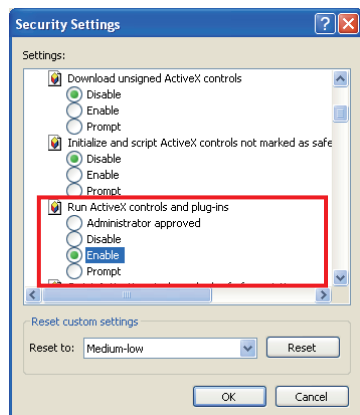 Security Settings
Settings:
Download unsigned ActiveX controls
Disable
Enable
Prompt
Initialize and script ActiveX controls not marked as safe
Disable
Enable
Prompt
Run ActiveX controls and plug-ins
Administrator approved
Disable
Enable
Prompt
Reset custom settings
Reset to: Medium-low Reset
OK Cancel